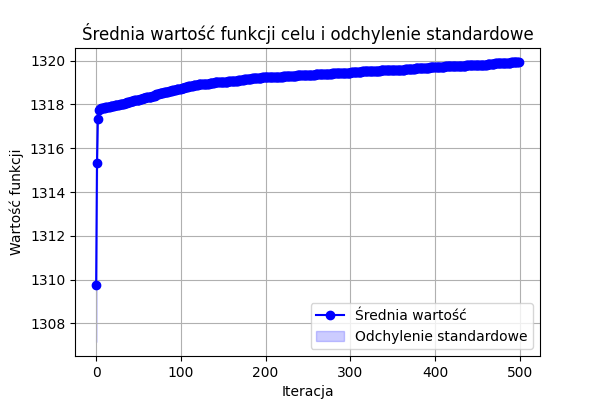 Średnia wartość funkcji celu i odchylenie standardowe
Wartość funkcji
1320
1318
1316
1314
1312
1310
1308
Średnia wartość
Odchylenie standardowe
0
100
200
300
400
500
Iteracja